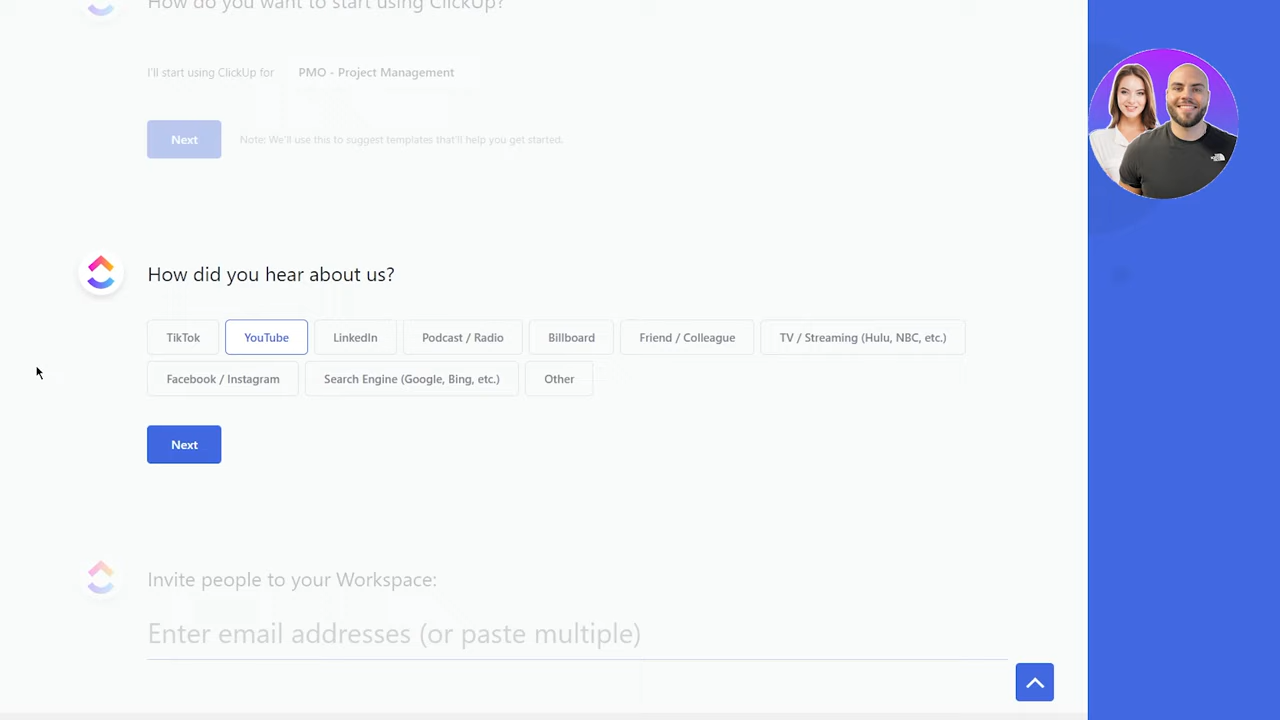 How do you want to start using ClickUp?
I'll start using ClickUp for PMO - Project Management
Next Note: We'll use this to suggest templates that'll help you get started.
How did you hear about us?
TikTok YouTube LinkedIn Podcast / Radio Billboard Friend / Colleague TV / Streaming (Hulu, NBC, etc.)
Facebook / Instagram Search Engine (Google, Bing, etc.) Other
Next
Invite people to your Workspace:
Enter email addresses (or paste multiple)